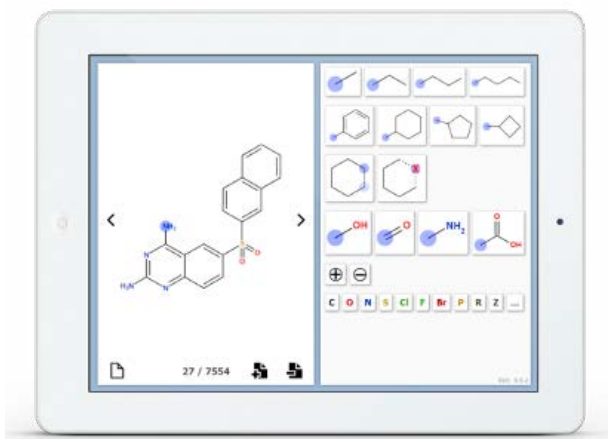 NH₂
N
H₂N
N
S
O
O
27 / 7554
X
OH
O
NH₂
O
OH
C O N S Cl F Br P R Z ...